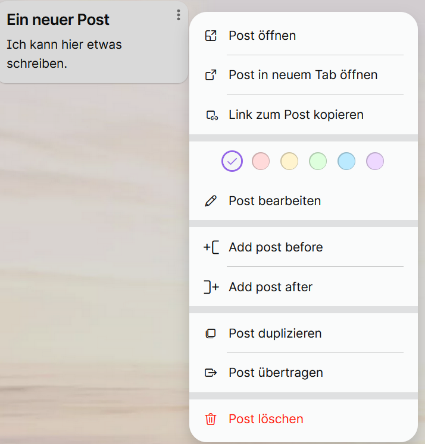 Ein neuer Post
Ich kann hier etwas
schreiben.
Post öffnen
Post in neuem Tab öffnen
Link zum Post kopieren
Post bearbeiten
Add post before
Add post after
Post duplizieren
Post übertragen
Post löschen